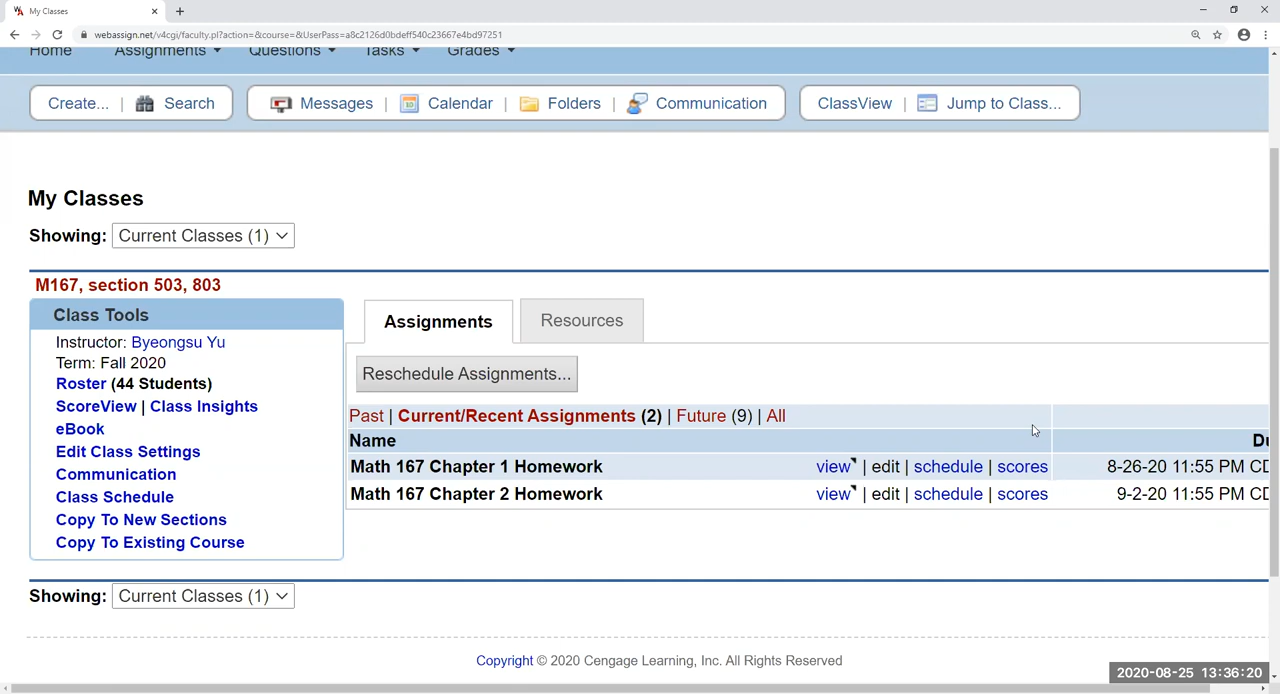 My Classes
webassign.net/v4cgi/faculty.pl?action=&course=&UserPass=a8c2126d0bdeff540c23667e4bd97251
Home Assignments Questions Tasks Grades
Create... | Search Messages | Calendar | Folders | Communication ClassView | Jump to Class...
My Classes
Showing: Current Classes (1)
M167, section 503, 803
Class Tools
Instructor: Byeongsu Yu
Term: Fall 2020
Roster (44 Students)
ScoreView | Class Insights
eBook
Edit Class Settings
Communication
Class Schedule
Copy To New Sections
Copy To Existing Course
Assignments Resources
Reschedule Assignments...
Past | Current/Recent Assignments (2) | Future (9) | All
Name Du
Math 167 Chapter 1 Homework view | edit | schedule | scores 8-26-20 11:55 PM CD
Math 167 Chapter 2 Homework view | edit | schedule | scores 9-2-20 11:55 PM CD
Showing: Current Classes (1)
Copyright © 2020 Cengage Learning, Inc. All Rights Reserved
2020-08-25 13:36:20